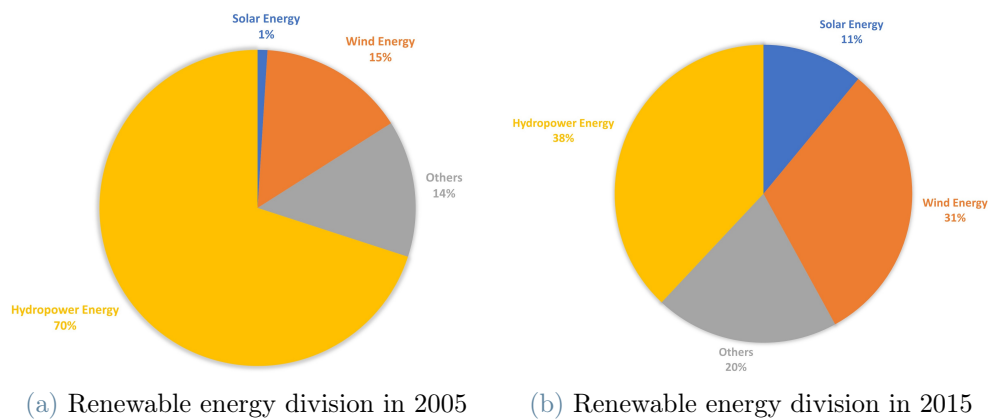 Solar Energy
1%
Wind Energy
15%
Others
14%
Hydropower Energy
70%
(a) Renewable energy division in 2005
Solar Energy
11%
Hydropower Energy
38%
Wind Energy
31%
Others
20%
(b) Renewable energy division in 2015